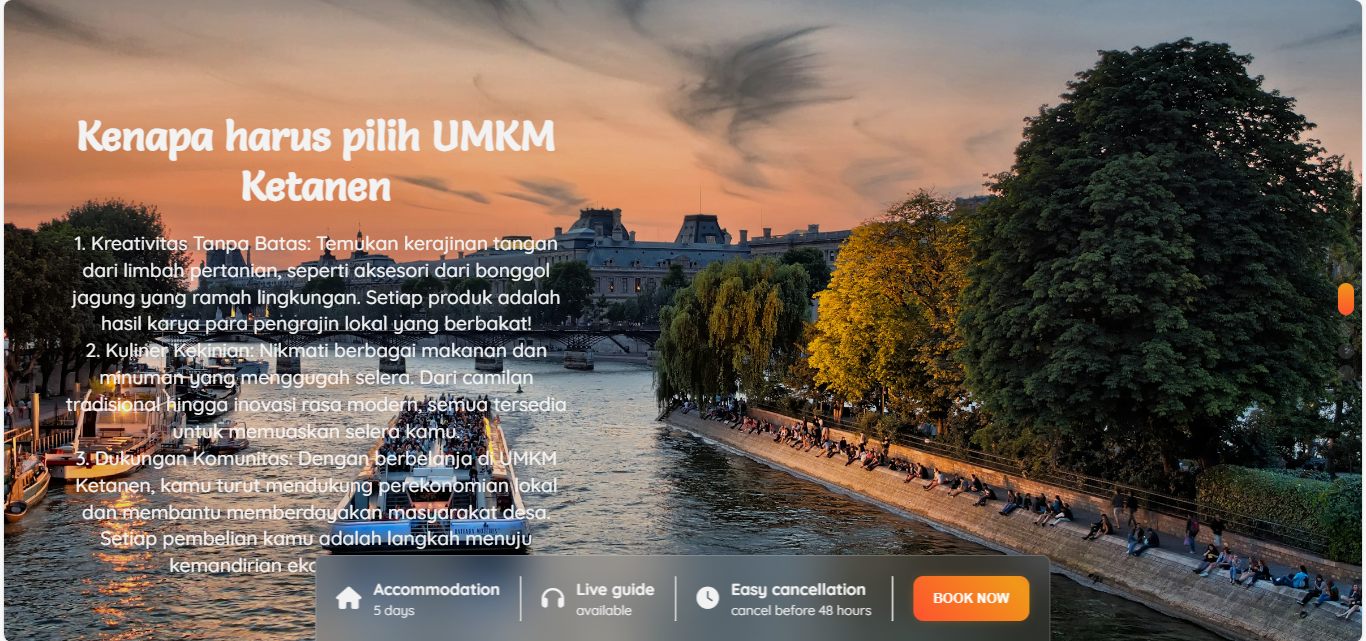 Kenapa harus pilih UMKM
Ketanen
1. Kreativitas Tanpa Batas: Temukan kerajinan tangan
dari limbah pertanian, seperti aksesori dari bonggol
jagung yang ramah lingkungan. Setiap produk adalah
hasil karya para pengrajin lokal yang berbakat!
2. Kuliner Kekinian: Nikmati berbagai makanan dan
minuman yang menggugah selera. Dari camilan
tradisional hingga inovasi rasa modern, semua tersedia
untuk memuaskan selera kamu.
3. Dukungan Komunitas: Dengan berbelanja di UMKM
Ketanen, kamu turut mendukung perekonomian lokal
dan membantu memberdayakan masyarakat desa.
Setiap pembelian kamu adalah langkah menuju
kemandirian
Accommodation
5 days
Live guide
available
Easy cancellation
cancel before 48 hours
BOOK NOW